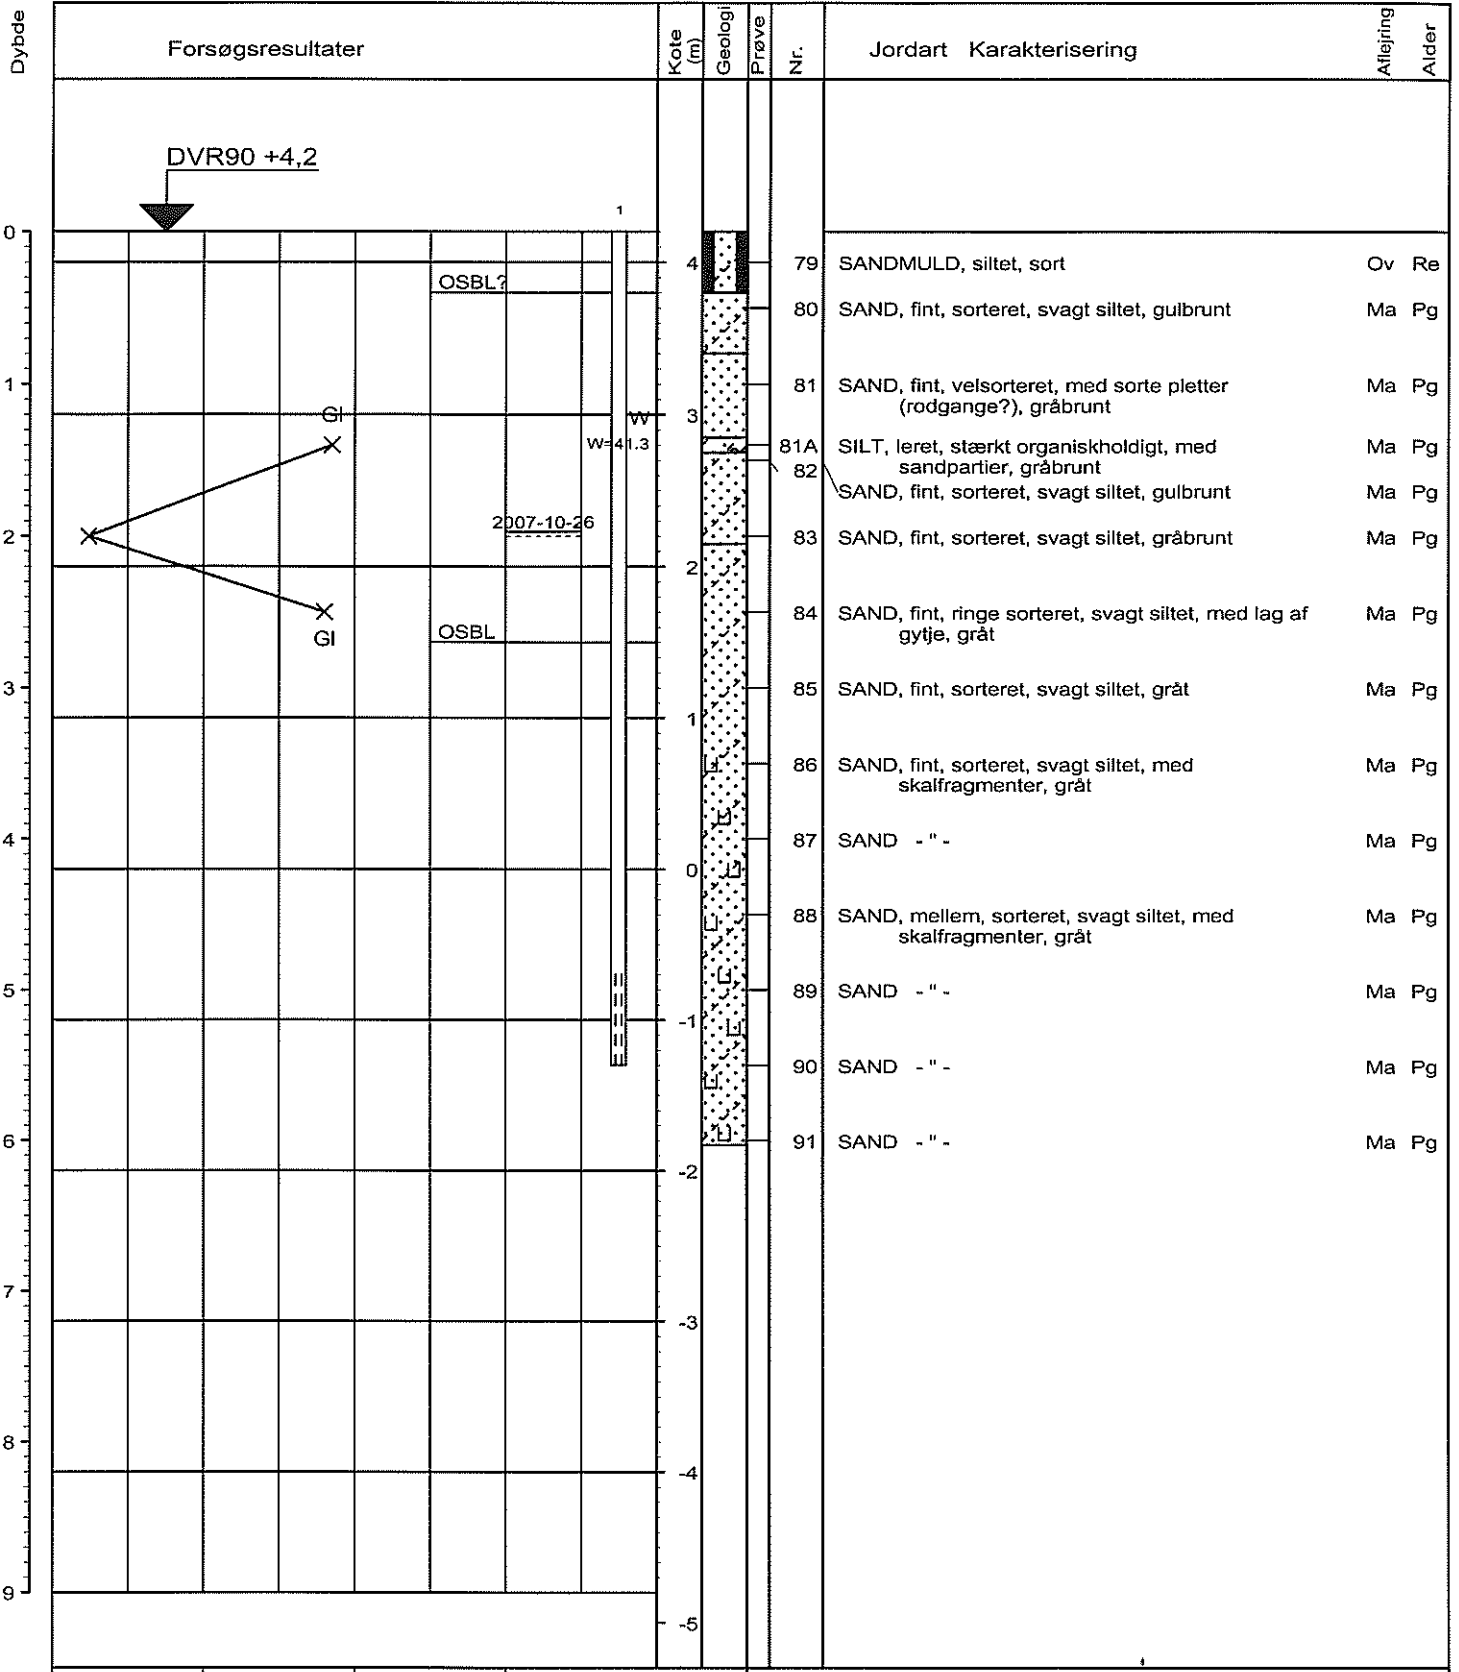 Dybde
Forsøgsresultater
Kote (m)
Geologi
Prøve
Nr.
Jordart Karakterisering
Aflejring
Alder
DVR90 +4,2
1
0
4
79 SANDMULD, siltet, sort Ov Re
OSBL?
80 SAND, fint, sorteret, svagt siltet, gulbrunt Ma Pg
1
81 SAND, fint, velsorteret, med sorte pletter Ma Pg
(rodgange?), gråbrunt
GI
W
3
W=41.3
81A SILT, leret, stærkt organiskholdigt, med Ma Pg
sandpartier, gråbrunt
82
SAND, fint, sorteret, svagt siltet, gulbrunt Ma Pg
2007-10-26
2
83 SAND, fint, sorteret, svagt siltet, gråbrunt Ma Pg
2
84 SAND, fint, ringe sorteret, svagt siltet, med lag af Ma Pg
gytje, gråt
GI
OSBL
3
85 SAND, fint, sorteret, svagt siltet, gråt Ma Pg
1
86 SAND, fint, sorteret, svagt siltet, med Ma Pg
skalfragmenter, gråt
4
87 SAND - " - Ma Pg
0
88 SAND, mellem, sorteret, svagt siltet, med Ma Pg
skalfragmenter, gråt
5
89 SAND - " - Ma Pg
-1
90 SAND - " - Ma Pg
6
91 SAND - " - Ma Pg
-2
7
-3
8
-4
9
-5